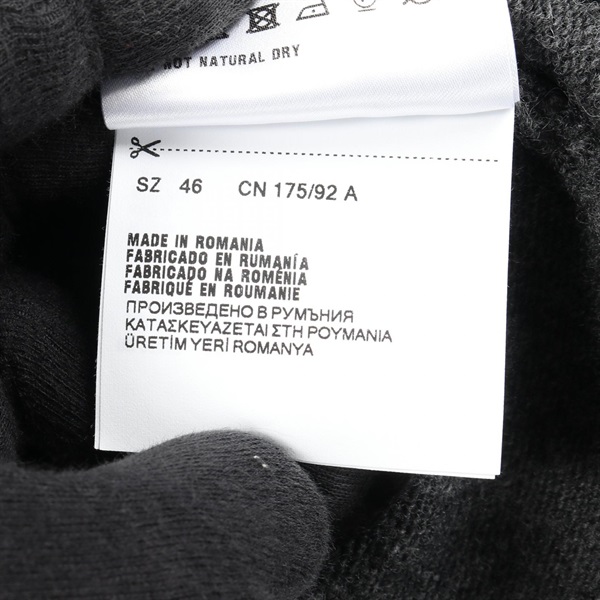 NOT NATURAL DRY
SZ 46 CN 175/92 A
MADE IN ROMANIA
FABRICADO EN RUMANÍA
FABRICADO NA ROMÉNIA
FABRIQUÉ EN ROUMANIE
ПРОИЗВЕДЕНО В РУМЪНИЯ
ΚΑΤΑΣΚΕΥΑΖΕΤΑΙ ΣΤΗ ΡΟΥΜΑΝΙΑ
ÜRETİM YERİ ROMANYA